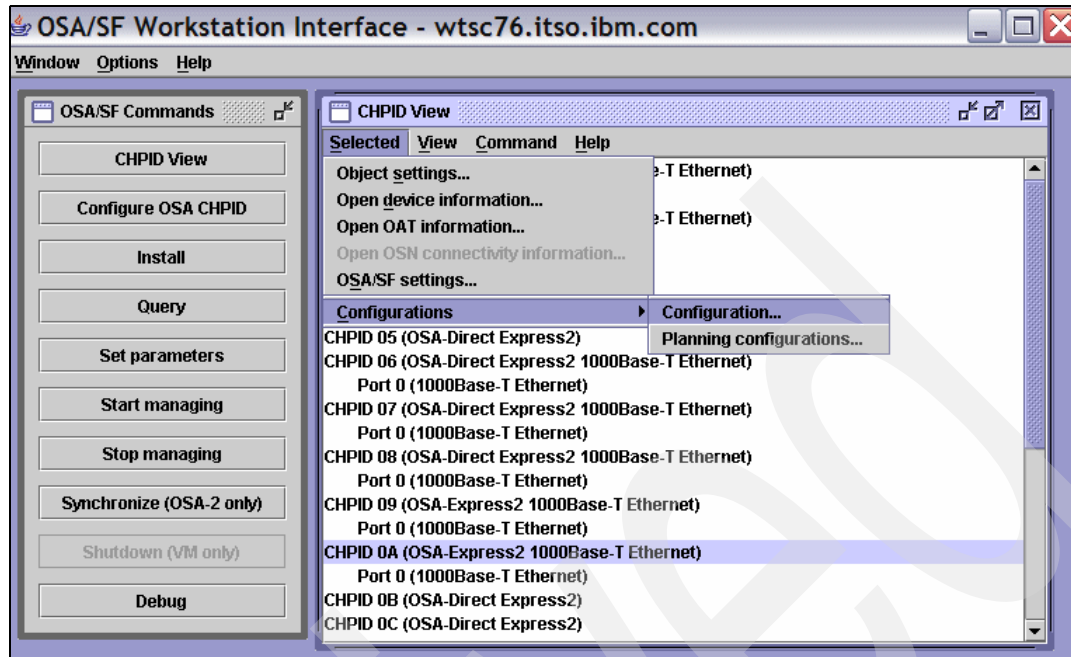 OSA/SF Workstation Interface - wtsc76.itso.ibm.com
Window Options Help
OSA/SF Commands
CHPID View
Configure OSA CHPID
Install
Query
Set parameters
Start managing
Stop managing
Synchronize (OSA-2 only)
Shutdown (VM only)
Debug
CHPID View
Selected View Command Help
Object settings...
Open device information...
Open OAT information...
Open OSN connectivity information...
OSA/SF settings...
Configurations
Configuration...
Planning configurations...
-T Ethernet)
-T Ethernet)
CHPID 05 (OSA-Direct Express2)
CHPID 06 (OSA-Direct Express2 1000Base-T Ethernet)
Port 0 (1000Base-T Ethernet)
CHPID 07 (OSA-Direct Express2 1000Base-T Ethernet)
Port 0 (1000Base-T Ethernet)
CHPID 08 (OSA-Direct Express2 1000Base-T Ethernet)
Port 0 (1000Base-T Ethernet)
CHPID 09 (OSA-Express2 1000Base-T Ethernet)
Port 0 (1000Base-T Ethernet)
CHPID 0A (OSA-Express2 1000Base-T Ethernet)
Port 0 (1000Base-T Ethernet)
CHPID 0B (OSA-Direct Express2)
CHPID 0C (OSA-Direct Express2)